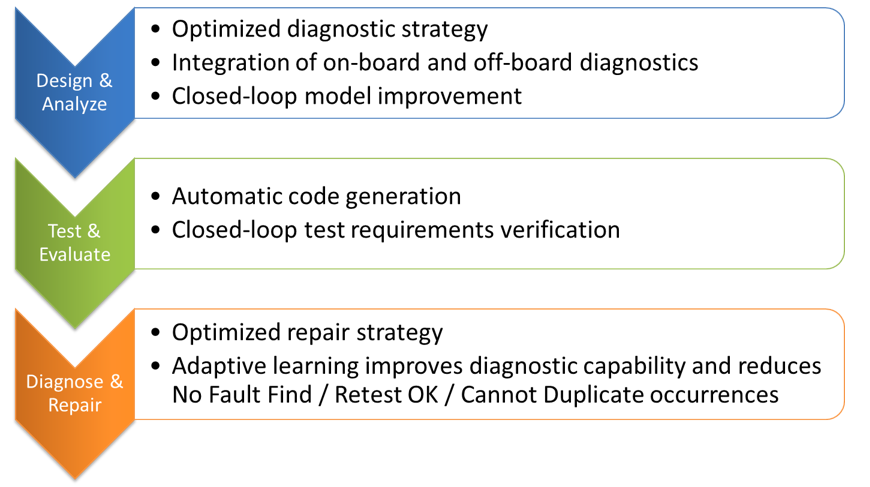 Design &
Analyze
• Optimized diagnostic strategy
• Integration of on-board and off-board diagnostics
• Closed-loop model improvement
Test &
Evaluate
• Automatic code generation
• Closed-loop test requirements verification
Diagnose &
Repair
• Optimized repair strategy
• Adaptive learning improves diagnostic capability and reduces
No Fault Find / Retest OK / Cannot Duplicate occurrences